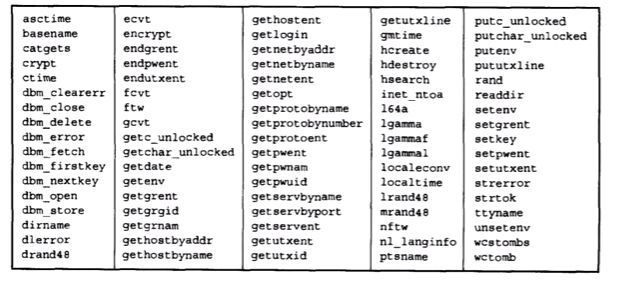 asctime ecvt gethostent getutxline putc_unlocked
basename encrypt getlogin gmtime putchar_unlocked
catgets endgrent getnetbyaddr hcreate putenv
crypt endpwent getnetbyname hdestroy pututxline
ctime endutxent getnetent hsearch rand
dbm_clearerr fcvt getopt inet_ntoa readdir
dbm_close ftw getprotobyname l64a setenv
dbm_delete gcvt getprotobynumber lgamma setgrent
dbm_error getc_unlocked getprotoent lgammaf setkey
dbm_fetch getchar_unlocked getpwent lgammal setpwent
dbm_firstkey getdate getpwnam localeconv setutxent
dbm_nextkey getenv getpwuid localtime strerror
dbm_open getgrent getservbyname lrand48 strtok
dbm_store getgrgid getservbyport mrand48 ttyname
dirname getgrnam getservent nftw unsetenv
dlerror gethostbyaddr getutxent nl_langinfo wcstombs
drand48 gethostbyname getutxid ptsname wctomb